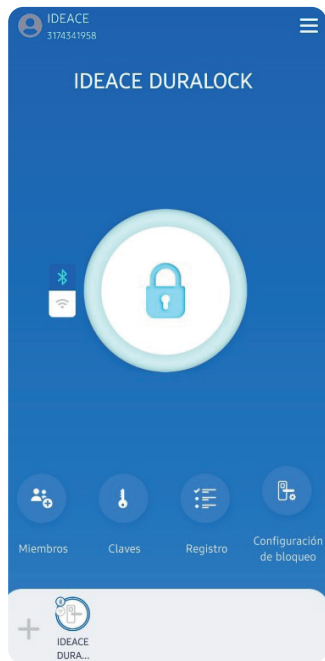 IDEACE
3174341958
IDEACE DURALOCK
Miembros
Claves
Registro
Configuración
de bloqueo
IDEACE
DURA...